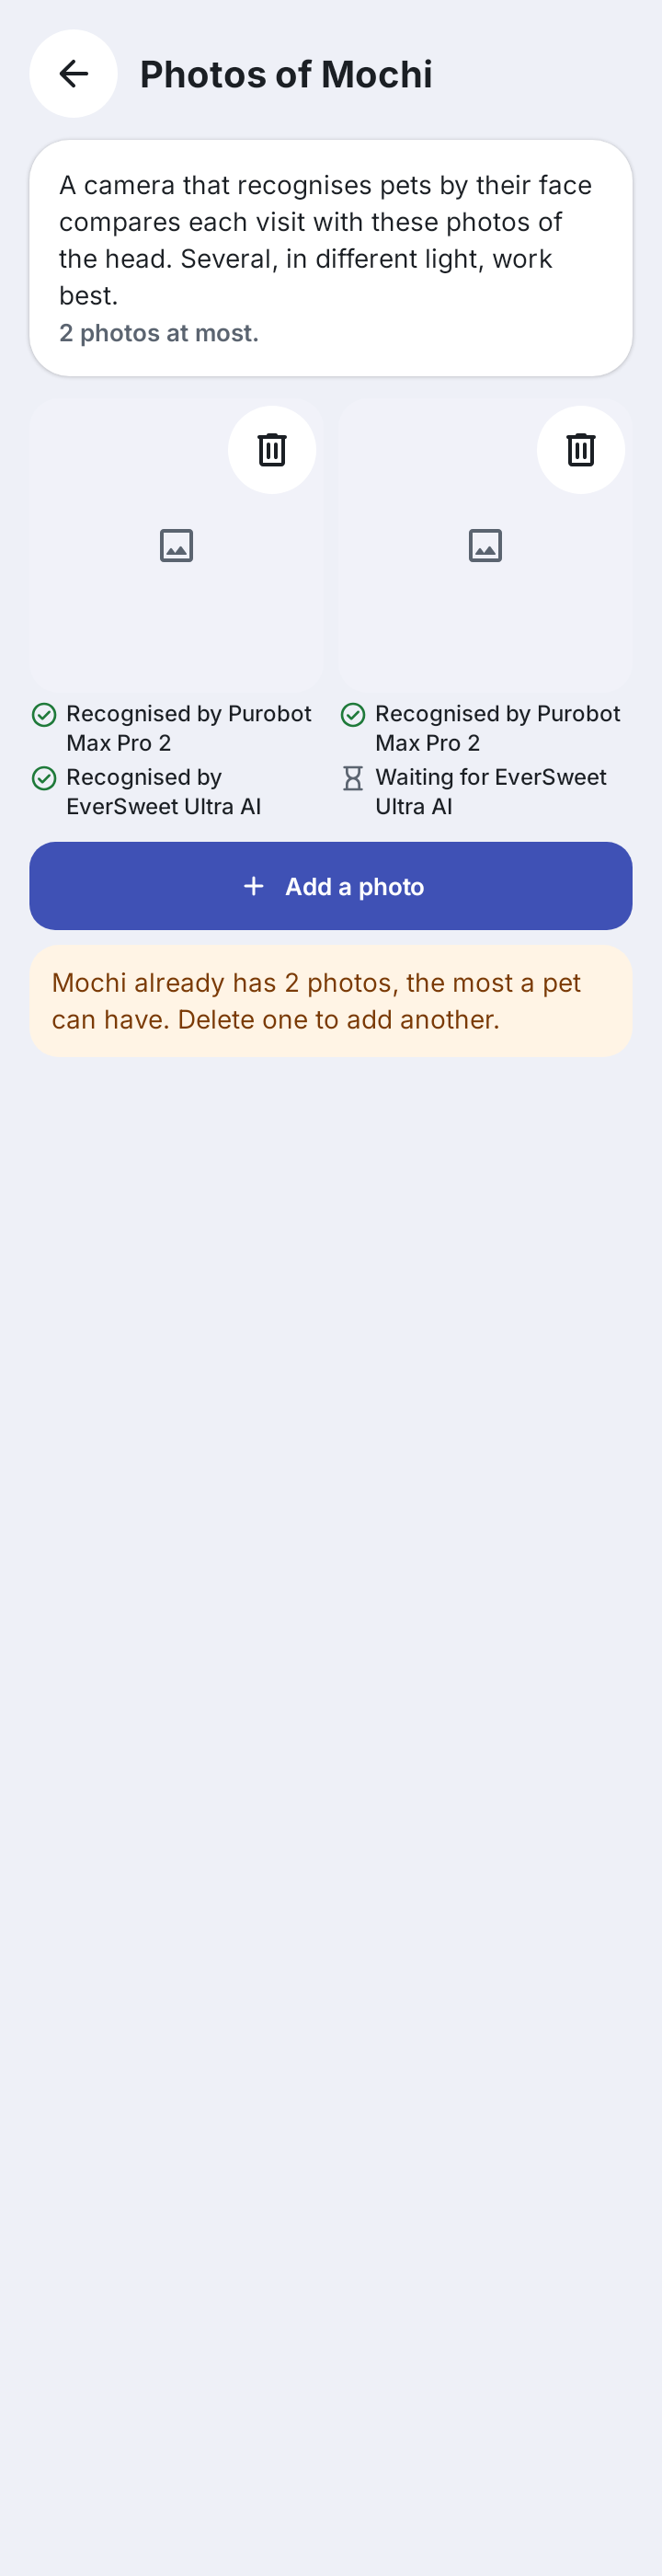 Photos of Mochi
A camera that recognises pets by their face
compares each visit with these photos of
the head. Several, in different light, work
best.
2 photos at most.
Recognised by Purobot
Max Pro 2
Recognised by
EverSweet Ultra AI
Recognised by Purobot
Max Pro 2
Waiting for EverSweet
Ultra AI
Add a photo
Mochi already has 2 photos, the most a pet
can have. Delete one to add another.